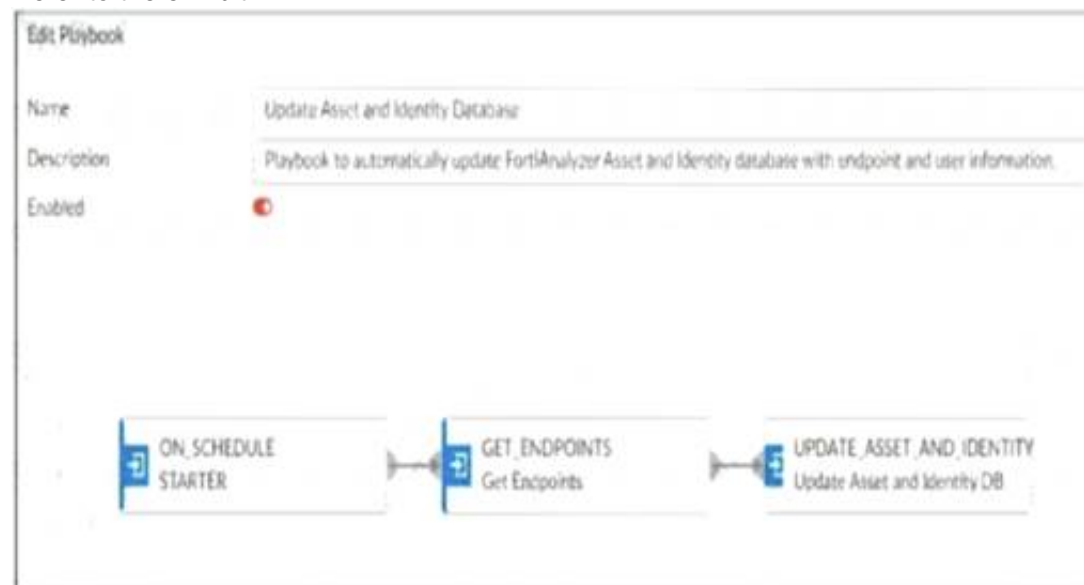 Edit Playbook
Name Update Asset and Identity Database
Description Playbook to automatically update FortiAnalyzer Asset and Identity database with endpoint and user information.
Enabled
ON_SCHEDULE
STARTER
GET_ENDPOINTS
Get Endpoints
UPDATE_ASSET_AND_IDENTITY
Update Asset and Identity DB